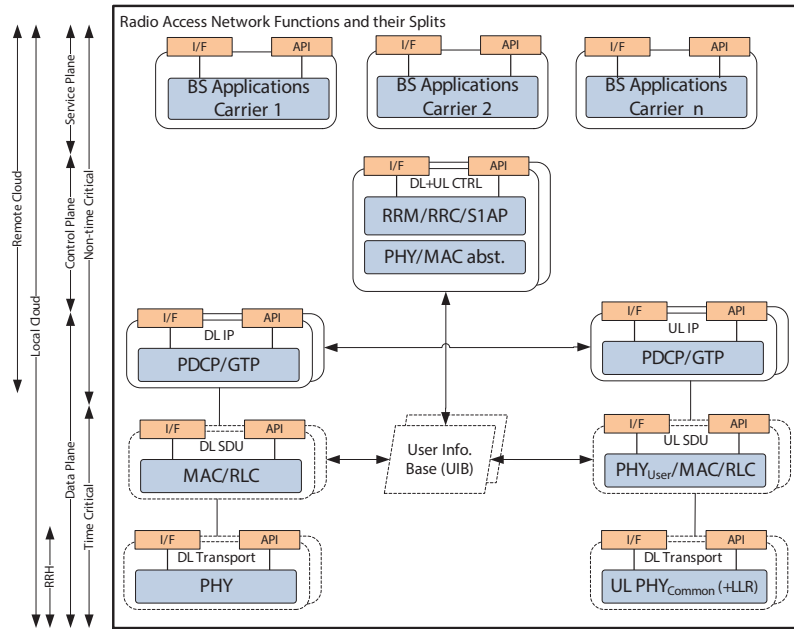 Radio Access Network Functions and their Splits
I/F
API
BS Applications
Carrier 1
I/F
API
BS Applications
Carrier 2
I/F
API
BS Applications
Carrier n
I/F
API
DL+UL CTRL
RRM/RRC/S1AP
PHY/MAC abst.
I/F
API
DL IP
PDCP/GTP
I/F
API
UL IP
PDCP/GTP
I/F
API
DL SDU
MAC/RLC
User Info.
Base (UIB)
I/F
API
UL SDU
PHYUser/MAC/RLC
I/F
API
DL Transport
PHY
I/F
API
DL Transport
UL PHYCommon (+LLR)
Remote Cloud
Local Cloud
RRH
Service Plane
Control Plane
Data Plane
Non-time Critical
Time Critical